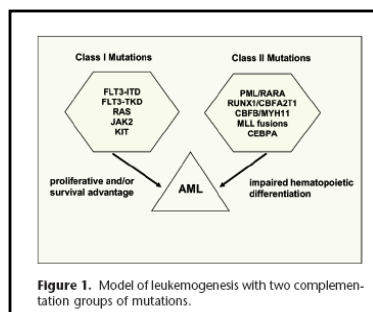 Class I Mutations
Class II Mutations
FLT3-ITD
FLT3-TKD
RAS
JAK2
KIT
PML/RARA
RUNX1/CBFA2T1
CBFB/MYH11
MLL fusions
CEBPA
proliferative and/or
survival advantage
AML
impaired hematopoietic
differentiation
Figure 1. Model of leukemogenesis with two complemen-
tation groups of mutations.